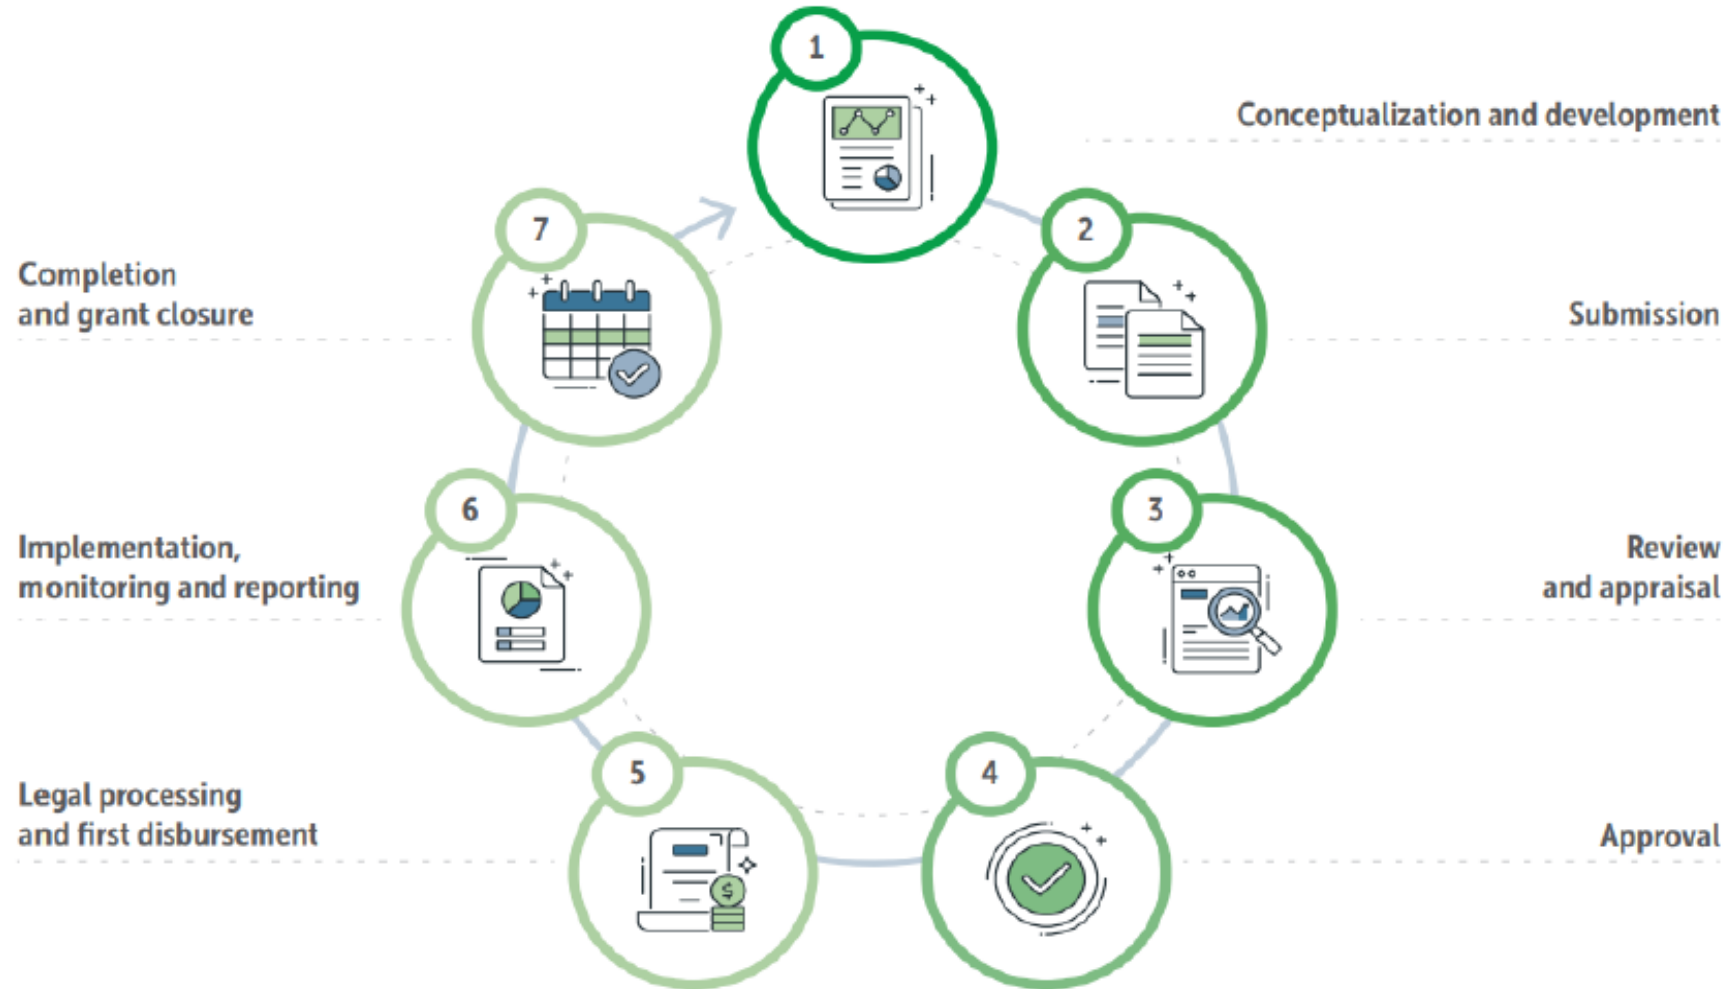 1
Conceptualization and development
2
Submission
3
Review
and appraisal
4
Approval
5
Legal processing
and first disbursement
$
6
Implementation,
monitoring and reporting
7
Completion
and grant closure